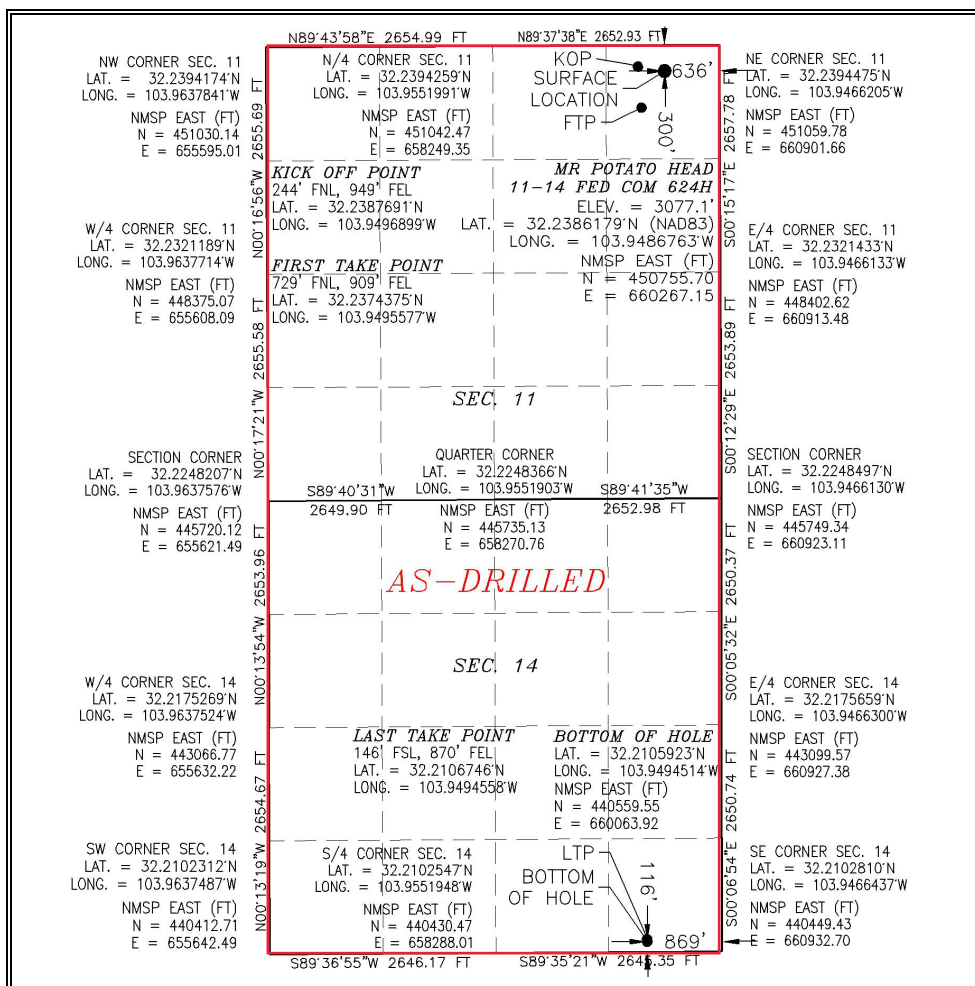 N89°43'58"E 2654.99 FT
N89°37'38"E 2652.93 FT
NW CORNER SEC. 11
LAT. = 32.2394174°N
LONG. = 103.9637841°W
NMSP EAST (FT)
N = 451030.14
E = 655595.01
N/4 CORNER SEC. 11
LAT. = 32.2394259°N
LONG. = 103.9551991°W
NMSP EAST (FT)
N = 451042.47
E = 658249.35
KOP
SURFACE
LOCATION
FTP
636'
300'
NE CORNER SEC. 11
LAT. = 32.2394475°N
LONG. = 103.9466205°W
NMSP EAST (FT)
N = 451059.78
E = 660901.66
N00°16'56"W 2655.69 FT
S00°15'17"E 2657.78 FT
KICK OFF POINT
244' FNL, 949' FEL
LAT. = 32.2387691°N
LONG. = 103.9496899°W
MR POTATO HEAD
11-14 FED COM 624H
ELEV. = 3077.1'
LAT. = 32.2386179°N (NAD83)
LONG. = 103.9486763°W
NMSP EAST (FT)
N = 450755.70
E = 660267.15
W/4 CORNER SEC. 11
LAT. = 32.2321189°N
LONG. = 103.9637714°W
NMSP EAST (FT)
N = 448375.07
E = 655608.09
FIRST TAKE POINT
729' FNL, 909' FEL
LAT. = 32.2374375°N
LONG. = 103.9495577°W
E/4 CORNER SEC. 11
LAT. = 32.2321433°N
LONG. = 103.9466133°W
NMSP EAST (FT)
N = 448402.62
E = 660913.48
N00°17'21"W 2655.58 FT
S00°12'29"E 2653.89 FT
SEC. 11
SECTION CORNER
LAT. = 32.2248207°N
LONG. = 103.9637576°W
NMSP EAST (FT)
N = 445720.12
E = 655621.49
QUARTER CORNER
LAT. = 32.2248366°N
LONG. = 103.9551903°W
S89°40'31"W
2649.90 FT
S89°41'35"W
2652.98 FT
NMSP EAST (FT)
N = 445735.13
E = 658270.76
SECTION CORNER
LAT. = 32.2248497°N
LONG. = 103.9466130°W
NMSP EAST (FT)
N = 445749.34
E = 660923.11
AS-DRILLED
N00°13'54"W 2653.96 FT
S00°05'32"E 2650.37 FT
SEC. 14
W/4 CORNER SEC. 14
LAT. = 32.2175269°N
LONG. = 103.9637524°W
NMSP EAST (FT)
N = 443066.77
E = 655632.22
E/4 CORNER SEC. 14
LAT. = 32.2175659°N
LONG. = 103.9466300°W
NMSP EAST (FT)
N = 443099.57
E = 660927.38
LAST TAKE POINT
146' FSL, 870' FEL
LAT. = 32.2106746°N
LONG. = 103.9494558°W
BOTTOM OF HOLE
LAT. = 32.2105923°N
LONG. = 103.9494514°W
NMSP EAST (FT)
N = 440559.55
E = 660063.92
N00°13'19"W 2654.67 FT
S00°06'54"E 2650.74 FT
SW CORNER SEC. 14
LAT. = 32.2102312°N
LONG. = 103.9637487°W
NMSP EAST (FT)
N = 440412.71
E = 655642.49
S/4 CORNER SEC. 14
LAT. = 32.2102547°N
LONG. = 103.9551948°W
NMSP EAST (FT)
N = 440430.47
E = 658288.01
LTP
BOTTOM
OF HOLE
116'
869'
SE CORNER SEC. 14
LAT. = 32.2102810°N
LONG. = 103.9466437°W
NMSP EAST (FT)
N = 440449.43
E = 660932.70
S89°36'55"W 2646.17 FT
S89°35'21"W 2645.35 FT